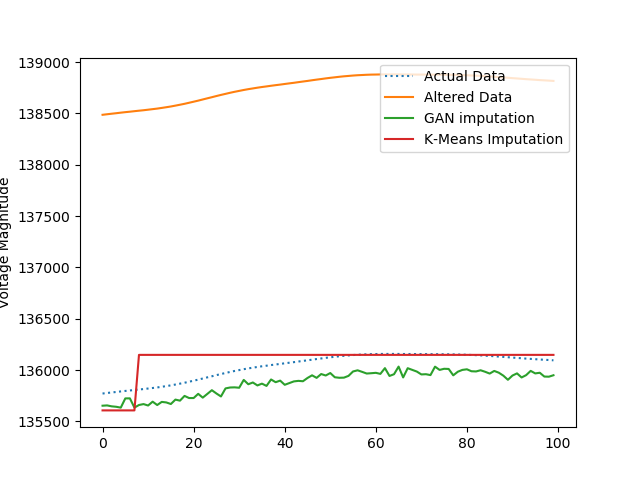 139000
138500
138000
137500
137000
136500
136000
135500
Voltage Magnitude
0
20
40
60
80
100
Actual Data
Altered Data
GAN imputation
K-Means Imputation